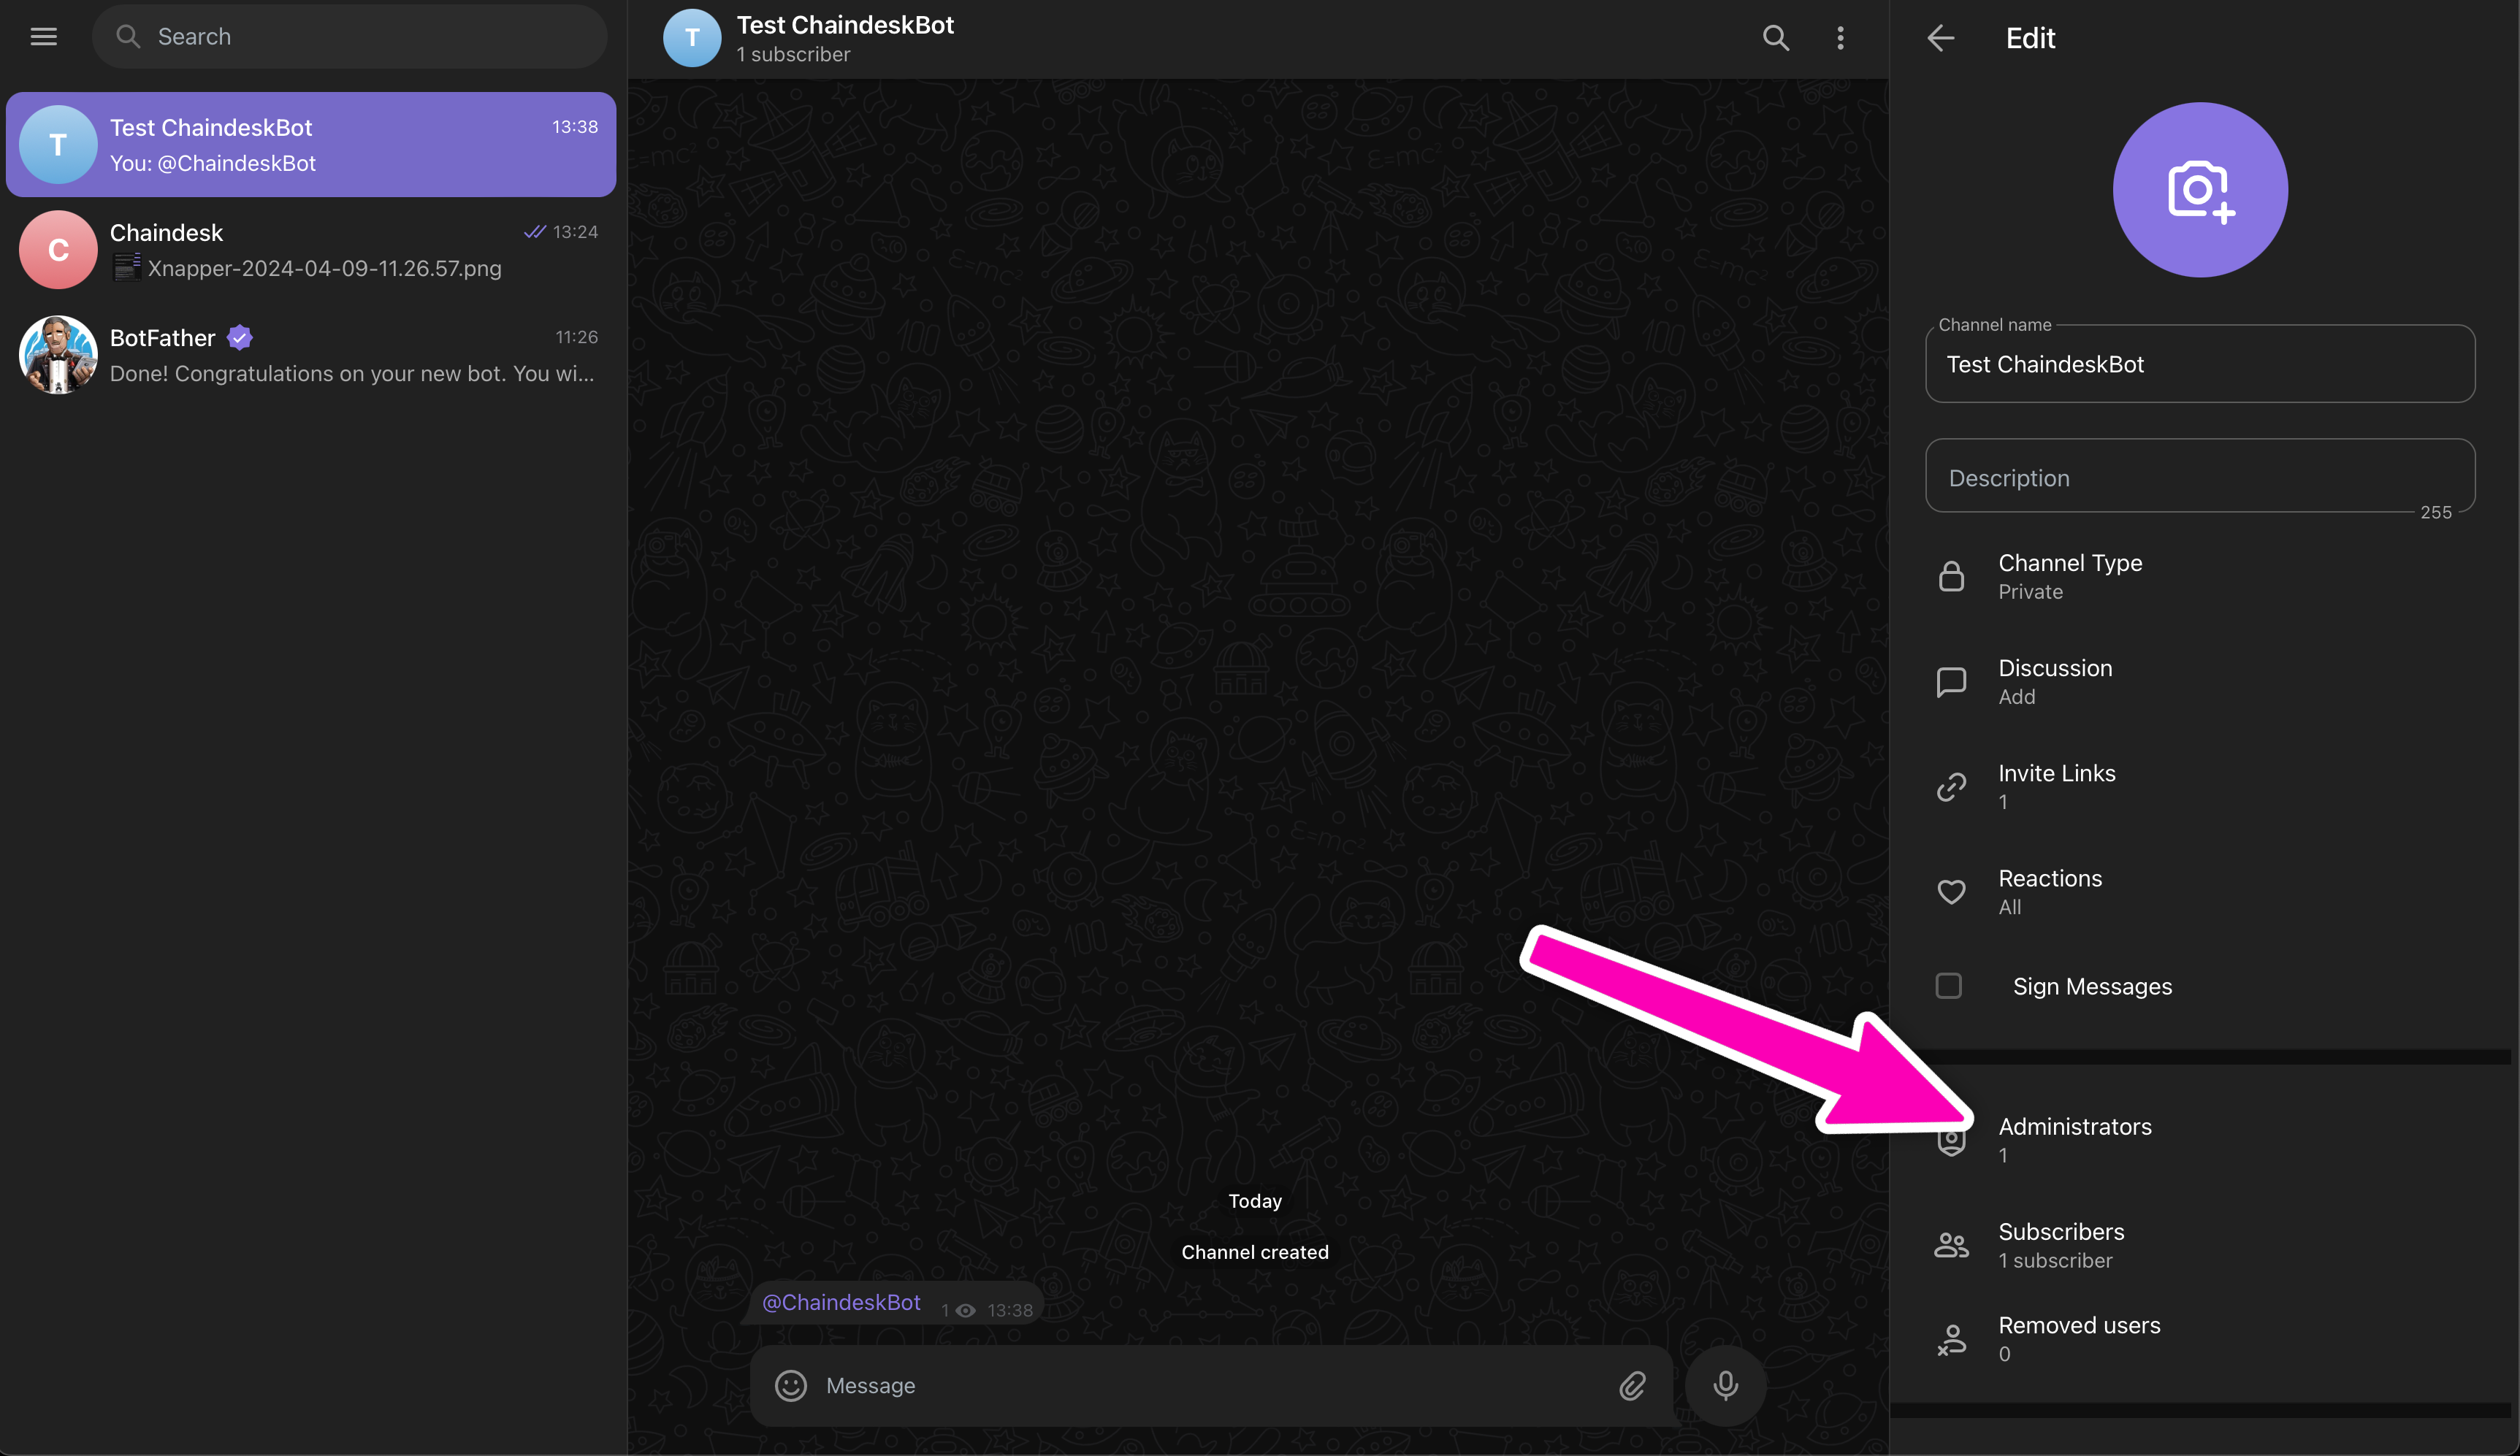 Search
Test ChaindeskBot
13:38
You: @ChaindeskBot
T
Chaindesk
13:24
C
Xnapper-2024-04-09-11.26.57.png
BotFather
11:26
Done! Congratulations on your new bot. You wi...
T
Test ChaindeskBot
1 subscriber
Today
Channel created
@ChaindeskBot
1
13:38
Message
Edit
Channel name
Test ChaindeskBot
Description
255
Channel Type
Private
Discussion
Add
Invite Links
1
Reactions
All
Sign Messages
Administrators
1
Subscribers
1 subscriber
Removed users
0